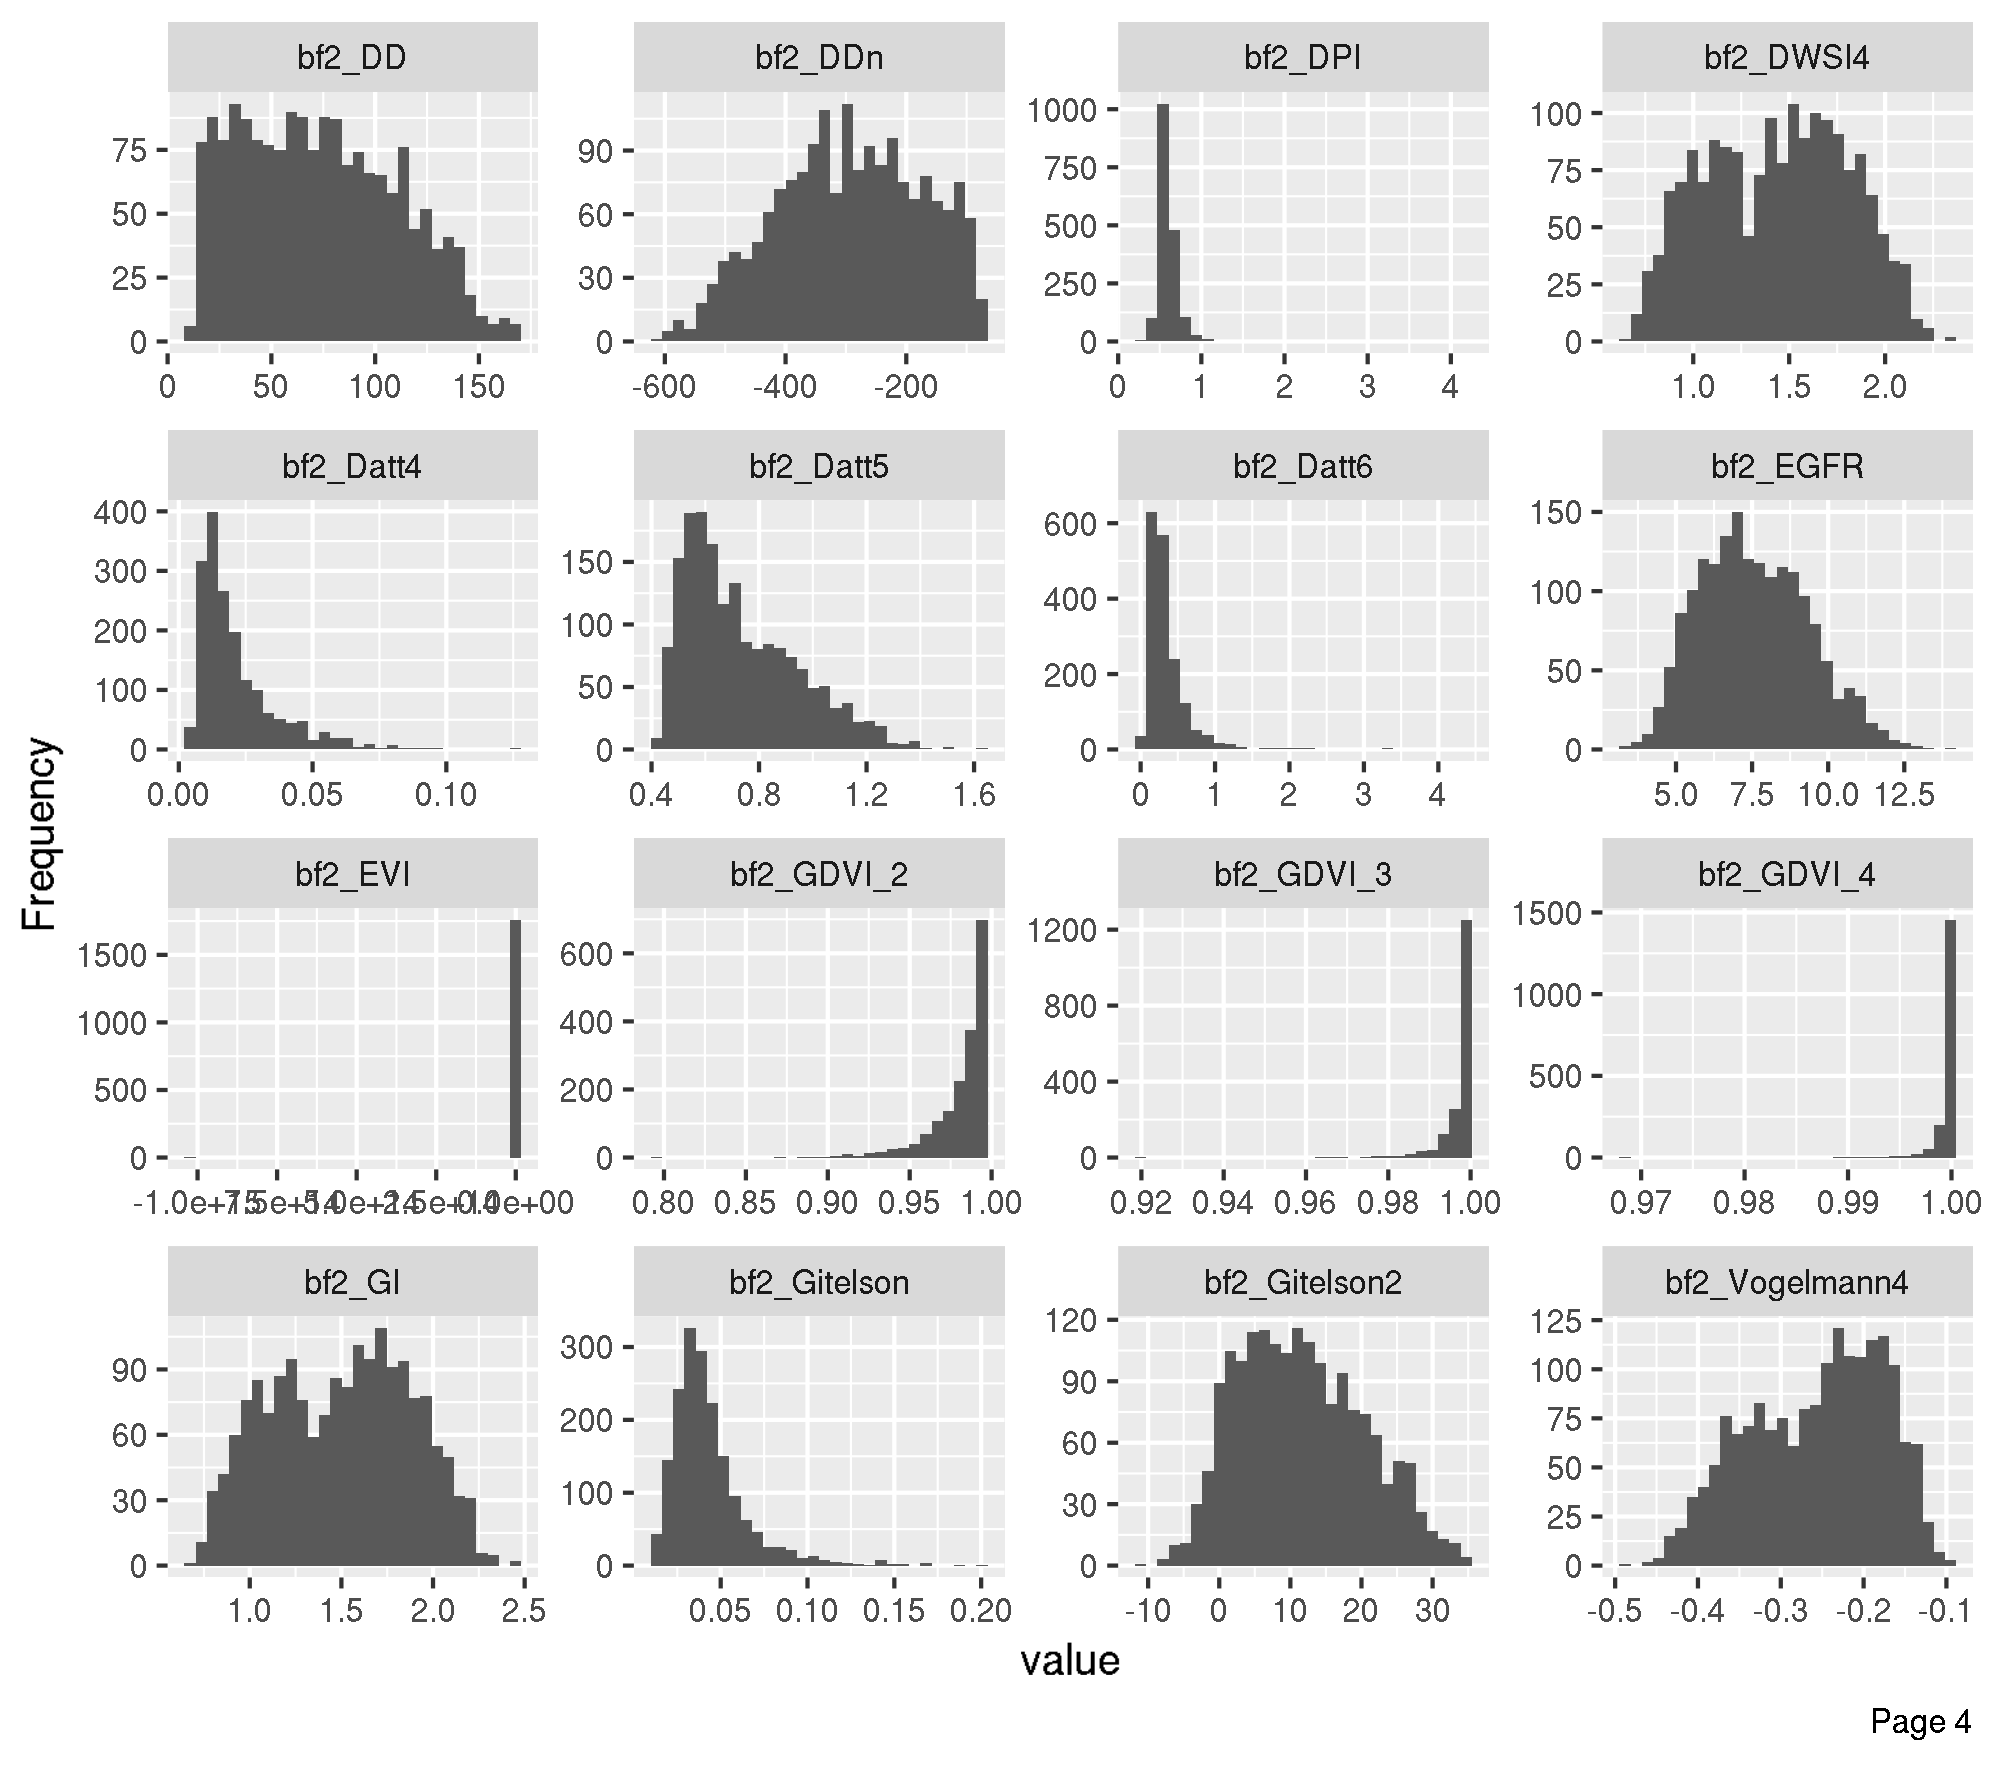 bf2_DD bf2_DDn bf2_DPI bf2_DWSI4
75 50 25 0
90 60 30 0
1000 750 500 250 0
100 75 50 25 0
0 50 100 150
-600 -400 -200
0 1 2 3 4
1.0 1.5 2.0
bf2_Datt4 bf2_Datt5 bf2_Datt6 bf2_EGFR
400 300 200 100 0
150 100 50 0
600 400 200 0
150 100 50 0
0.00 0.05 0.10
0.4 0.8 1.2 1.6
0 1 2 3 4
5.0 7.5 10.0 12.5
Frequency
bf2_EVI bf2_GDVI_2 bf2_GDVI_3 bf2_GDVI_4
1500 1000 500 0
600 400 200 0
1200 800 400 0
1500 1000 500 0
0.80 0.85 0.90 0.95 1.00
0.92 0.94 0.96 0.98 1.00
0.97 0.98 0.99 1.00
bf2_GI bf2_Gitelson bf2_Gitelson2 bf2_Vogelmann4
90 60 30 0
300 200 100 0
120 90 60 30 0
125 100 75 50 25 0
1.0 1.5 2.0 2.5
0.05 0.10 0.15 0.20
-10 0 10 20 30
-0.5 -0.4 -0.3 -0.2 -0.1
value
Page 4